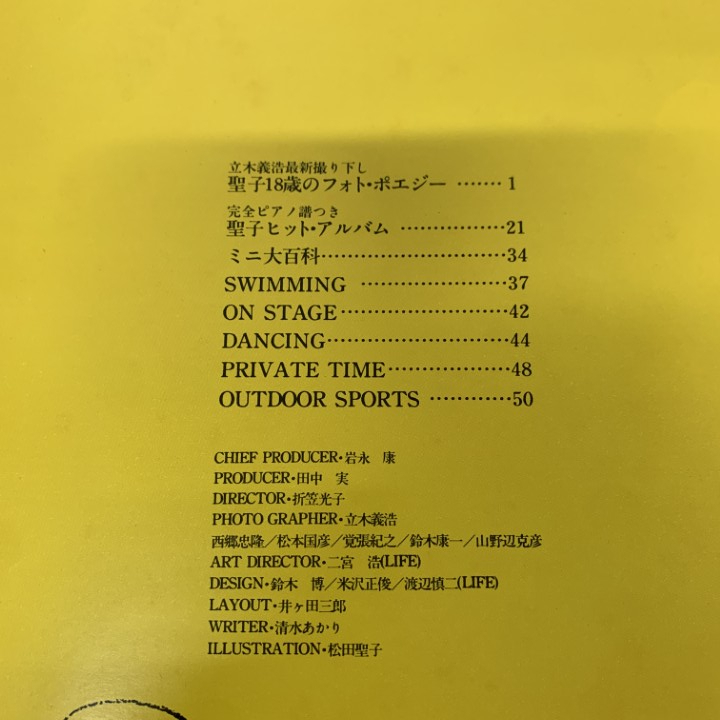 立木義浩最新撮り下し
聖子18歳のフォト・ポエジー ……… 1
完全ピアノ譜つき
聖子ヒット・アルバム ………………21
ミニ大百科…………………………34
SWIMMING ……………………37
ON STAGE………………………42
DANCING…………………………44
PRIVATE TIME…………………48
OUTDOOR SPORTS …………50
CHIEF PRODUCER・岩永 康
PRODUCER・田中 実
DIRECTOR・折笠光子
PHOTO GRAPHER・立木義浩
西郷忠隆／松本国彦／覚張紀之／鈴木康一／山野辺克彦
ART DIRECTOR・二宮 浩(LIFE)
DESIGN・鈴木 博／米沢正俊／渡辺慎二(LIFE)
LAYOUT・井ヶ田三郎
WRITER・清水あかり
ILLUSTRATION・松田聖子